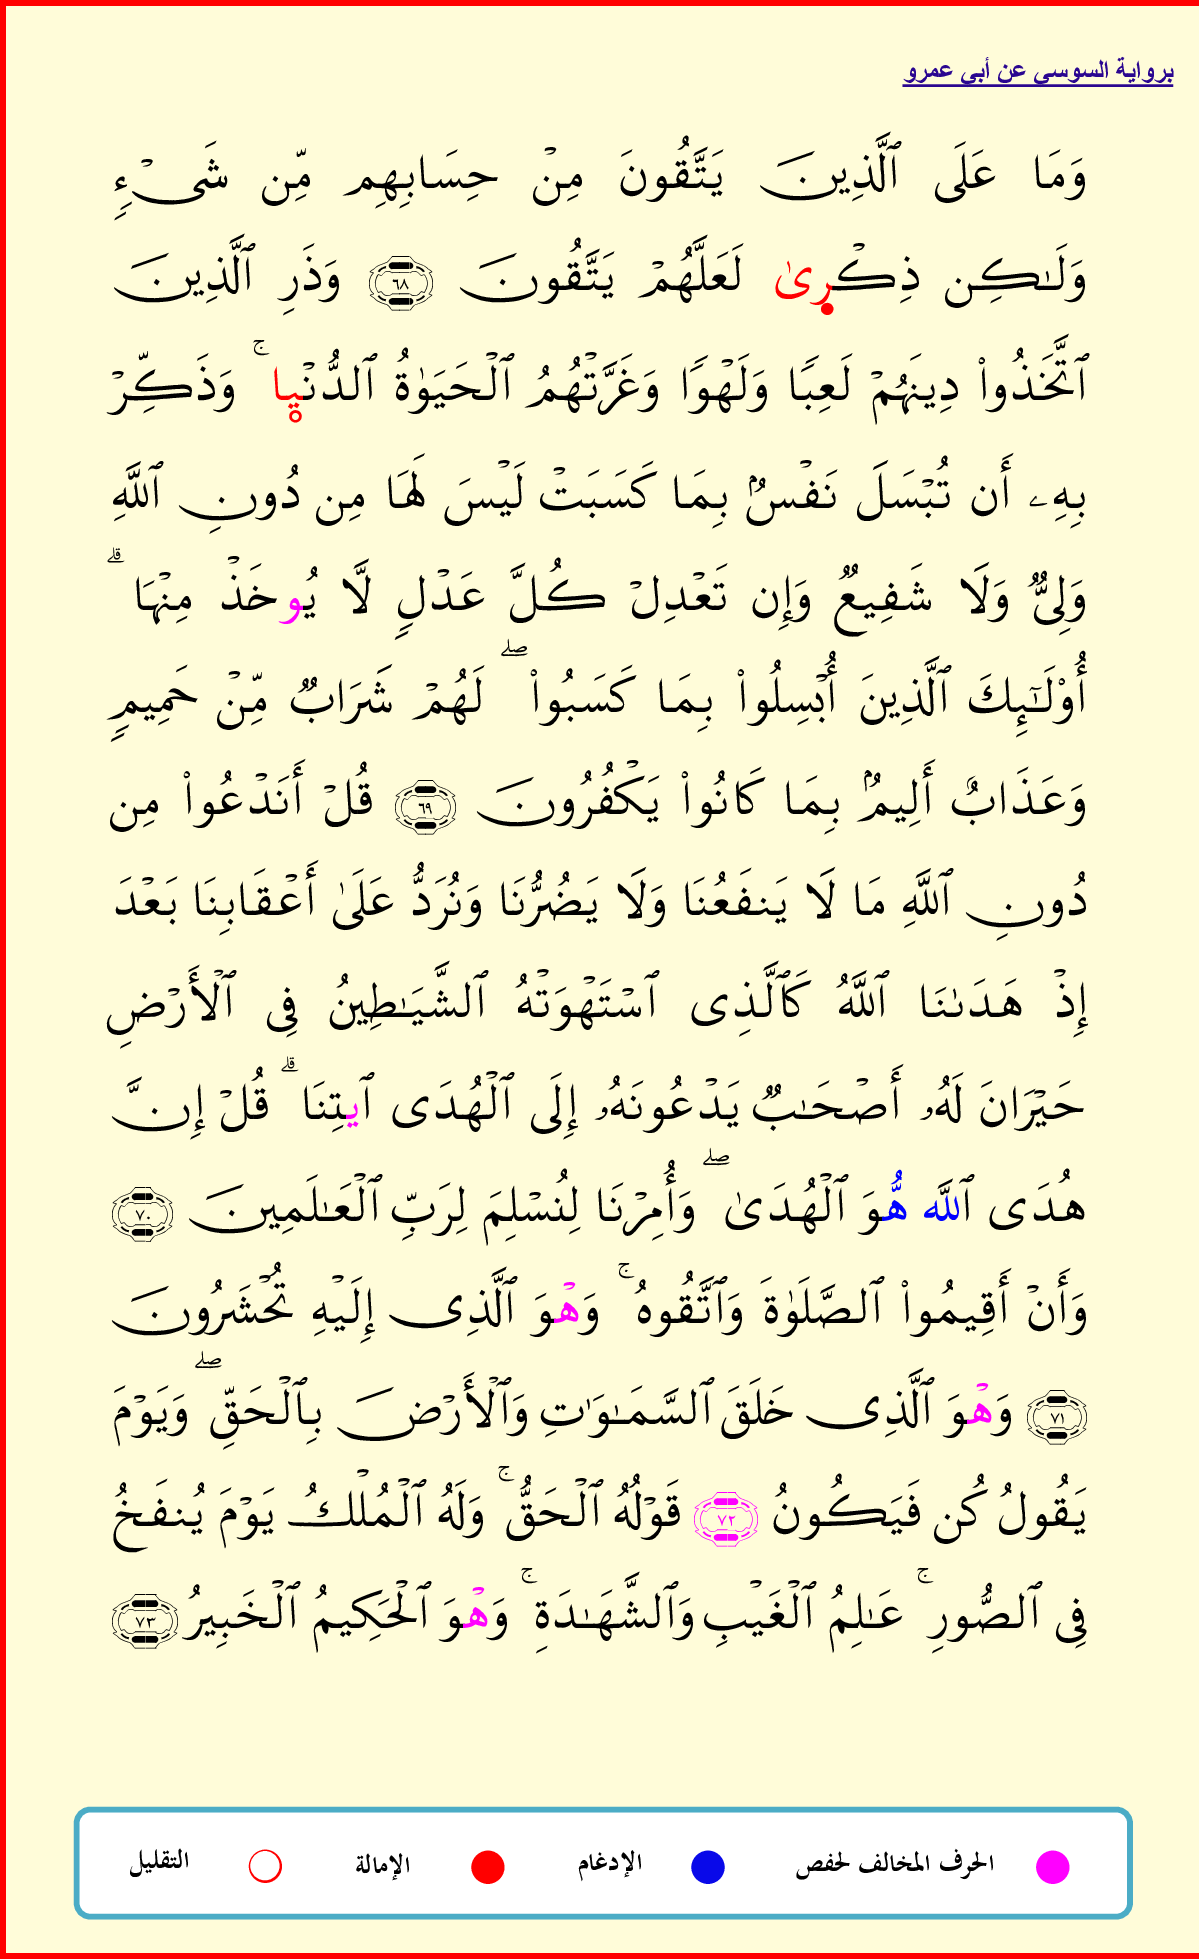 برواية السوسي عن أبي عمرو
وَمَا عَلَى ٱلَّذِينَ يَتَّقُونَ مِنۡ حِسَابِهِم مِّن شَيۡءٖ
وَلَٰكِن ذِكۡرٜىٰ لَعَلَّهُمۡ يَتَّقُونَ ٦٨ وَذَرِ ٱلَّذِينَ
ٱتَّخَذُواْ دِينَهُمۡ لَعِبٗا وَلَهۡوٗا وَغَرَّتۡهُمُ ٱلۡحَيَوٰةُ ٱلدُّنۡيٜاۚ وَذَكِّرۡ
بِهِۦ أَن تُبۡسَلَ نَفۡسُۢ بِمَا كَسَبَتۡ لَيۡسَ لَهَا مِن دُونِ ٱللَّهِ
وَلِيّٞ وَلَا شَفِيعٞ وَإِن تَعۡدِلۡ كُلَّ عَدۡلٖ لَّا يُوخَذۡ مِنۡهَاۗ
أُوْلَٰٓئِكَ ٱلَّذِينَ أُبۡسِلُواْ بِمَا كَسَبُواْۖ لَهُمۡ شَرَابٞ مِّنۡ حَمِيمٖ
وَعَذَابٌ أَلِيمُۢ بِمَا كَانُواْ يَكۡفُرُونَ ٦٩ قُلۡ أَنَدۡعُواْ مِن
دُونِ ٱللَّهِ مَا لَا يَنفَعُنَا وَلَا يَضُرُّنَا وَنُرَدُّ عَلَىٰ أَعۡقَابِنَا بَعۡدَ
إِذۡ هَدَىٰنَا ٱللَّهُ كَٱلَّذِى ٱسۡتَهۡوَتۡهُ ٱلشَّيَٰطِينُ فِى ٱلۡأَرۡضِ
حَيۡرَانَ لَهُۥ أَصۡحَٰبٞ يَدۡعُونَهُۥ إِلَى ٱلۡهُدَى ٱيتِنَاۗ قُلۡ إِنَّ
هُدَى ٱللَّه هُّوَ ٱلۡهُدَىٰۖ وَأُمِرۡنَا لِنُسۡلِمَ لِرَبِّ ٱلۡعَٰلَمِينَ ٧٠
وَأَنۡ أَقِيمُواْ ٱلصَّلَوٰةَ وَٱتَّقُوهُۚ وَهۡوَ ٱلَّذِى إِلَيۡهِ تُحۡشَرُونَ
٧١ وَهۡوَ ٱلَّذِى خَلَقَ ٱلسَّمَٰوَٰتِ وَٱلۡأَرۡضَ بِٱلۡحَقِّۖ وَيَوۡمَ
يَقُولُ كُن فَيَكُونُ ٧٢ قَوۡلُهُ ٱلۡحَقُّۚ وَلَهُ ٱلۡمُلۡكُ يَوۡمَ يُنفَخُ
فِى ٱلصُّورِۚ عَٰلِمُ ٱلۡغَيۡبِ وَٱلشَّهَٰدَةِۚ وَهۡوَ ٱلۡحَكِيمُ ٱلۡخَبِيرُ ٧٣
الحرف المخالف لحفص الإدغام الإمالة التقليل